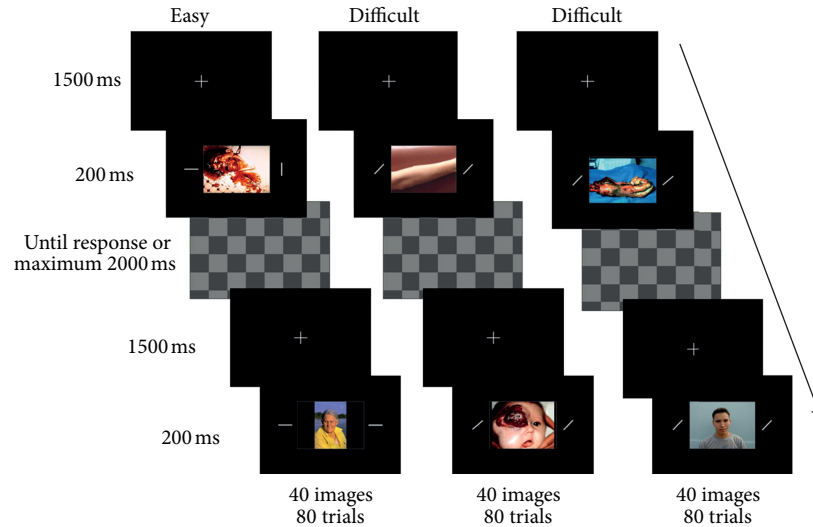 Easy
Difficult
Difficult
1500 ms
200 ms
Until response or
maximum 2000 ms
1500 ms
200 ms
40 images
80 trials
40 images
80 trials
40 images
80 trials